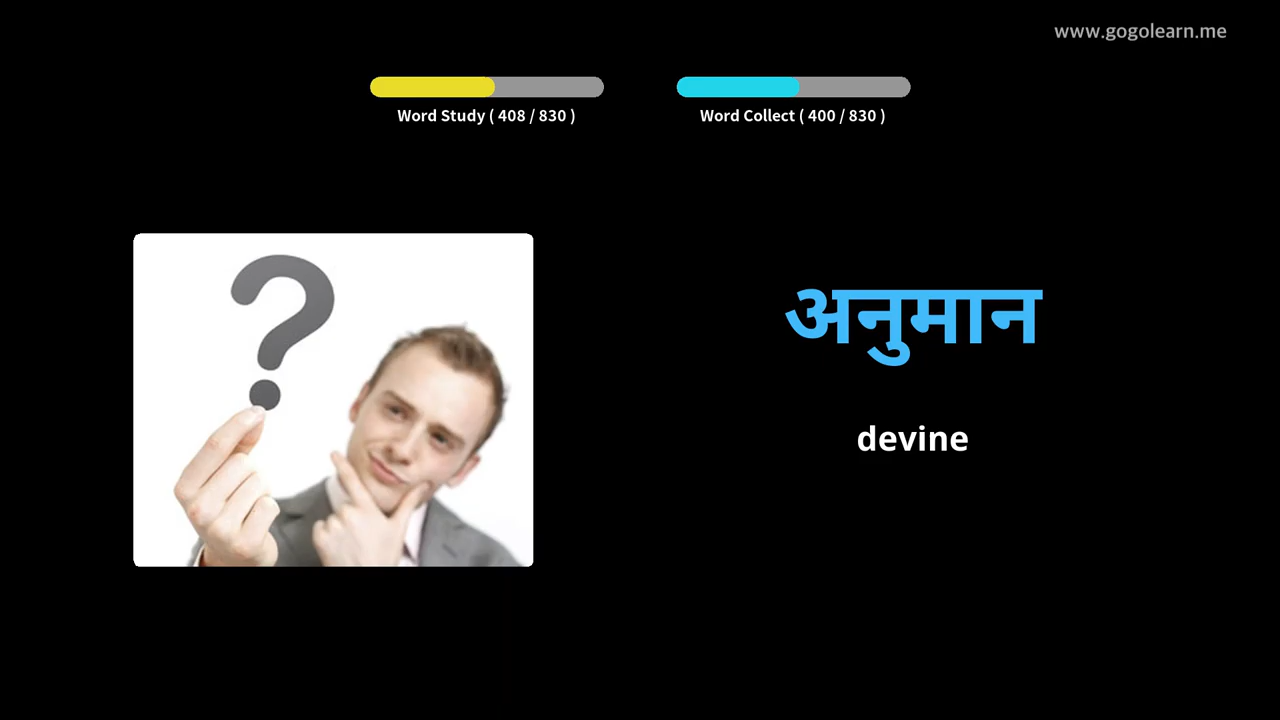 www.gogolearn.me
Word Study ( 408 / 830 )
Word Collect ( 400 / 830 )
?
अनुमान
devine